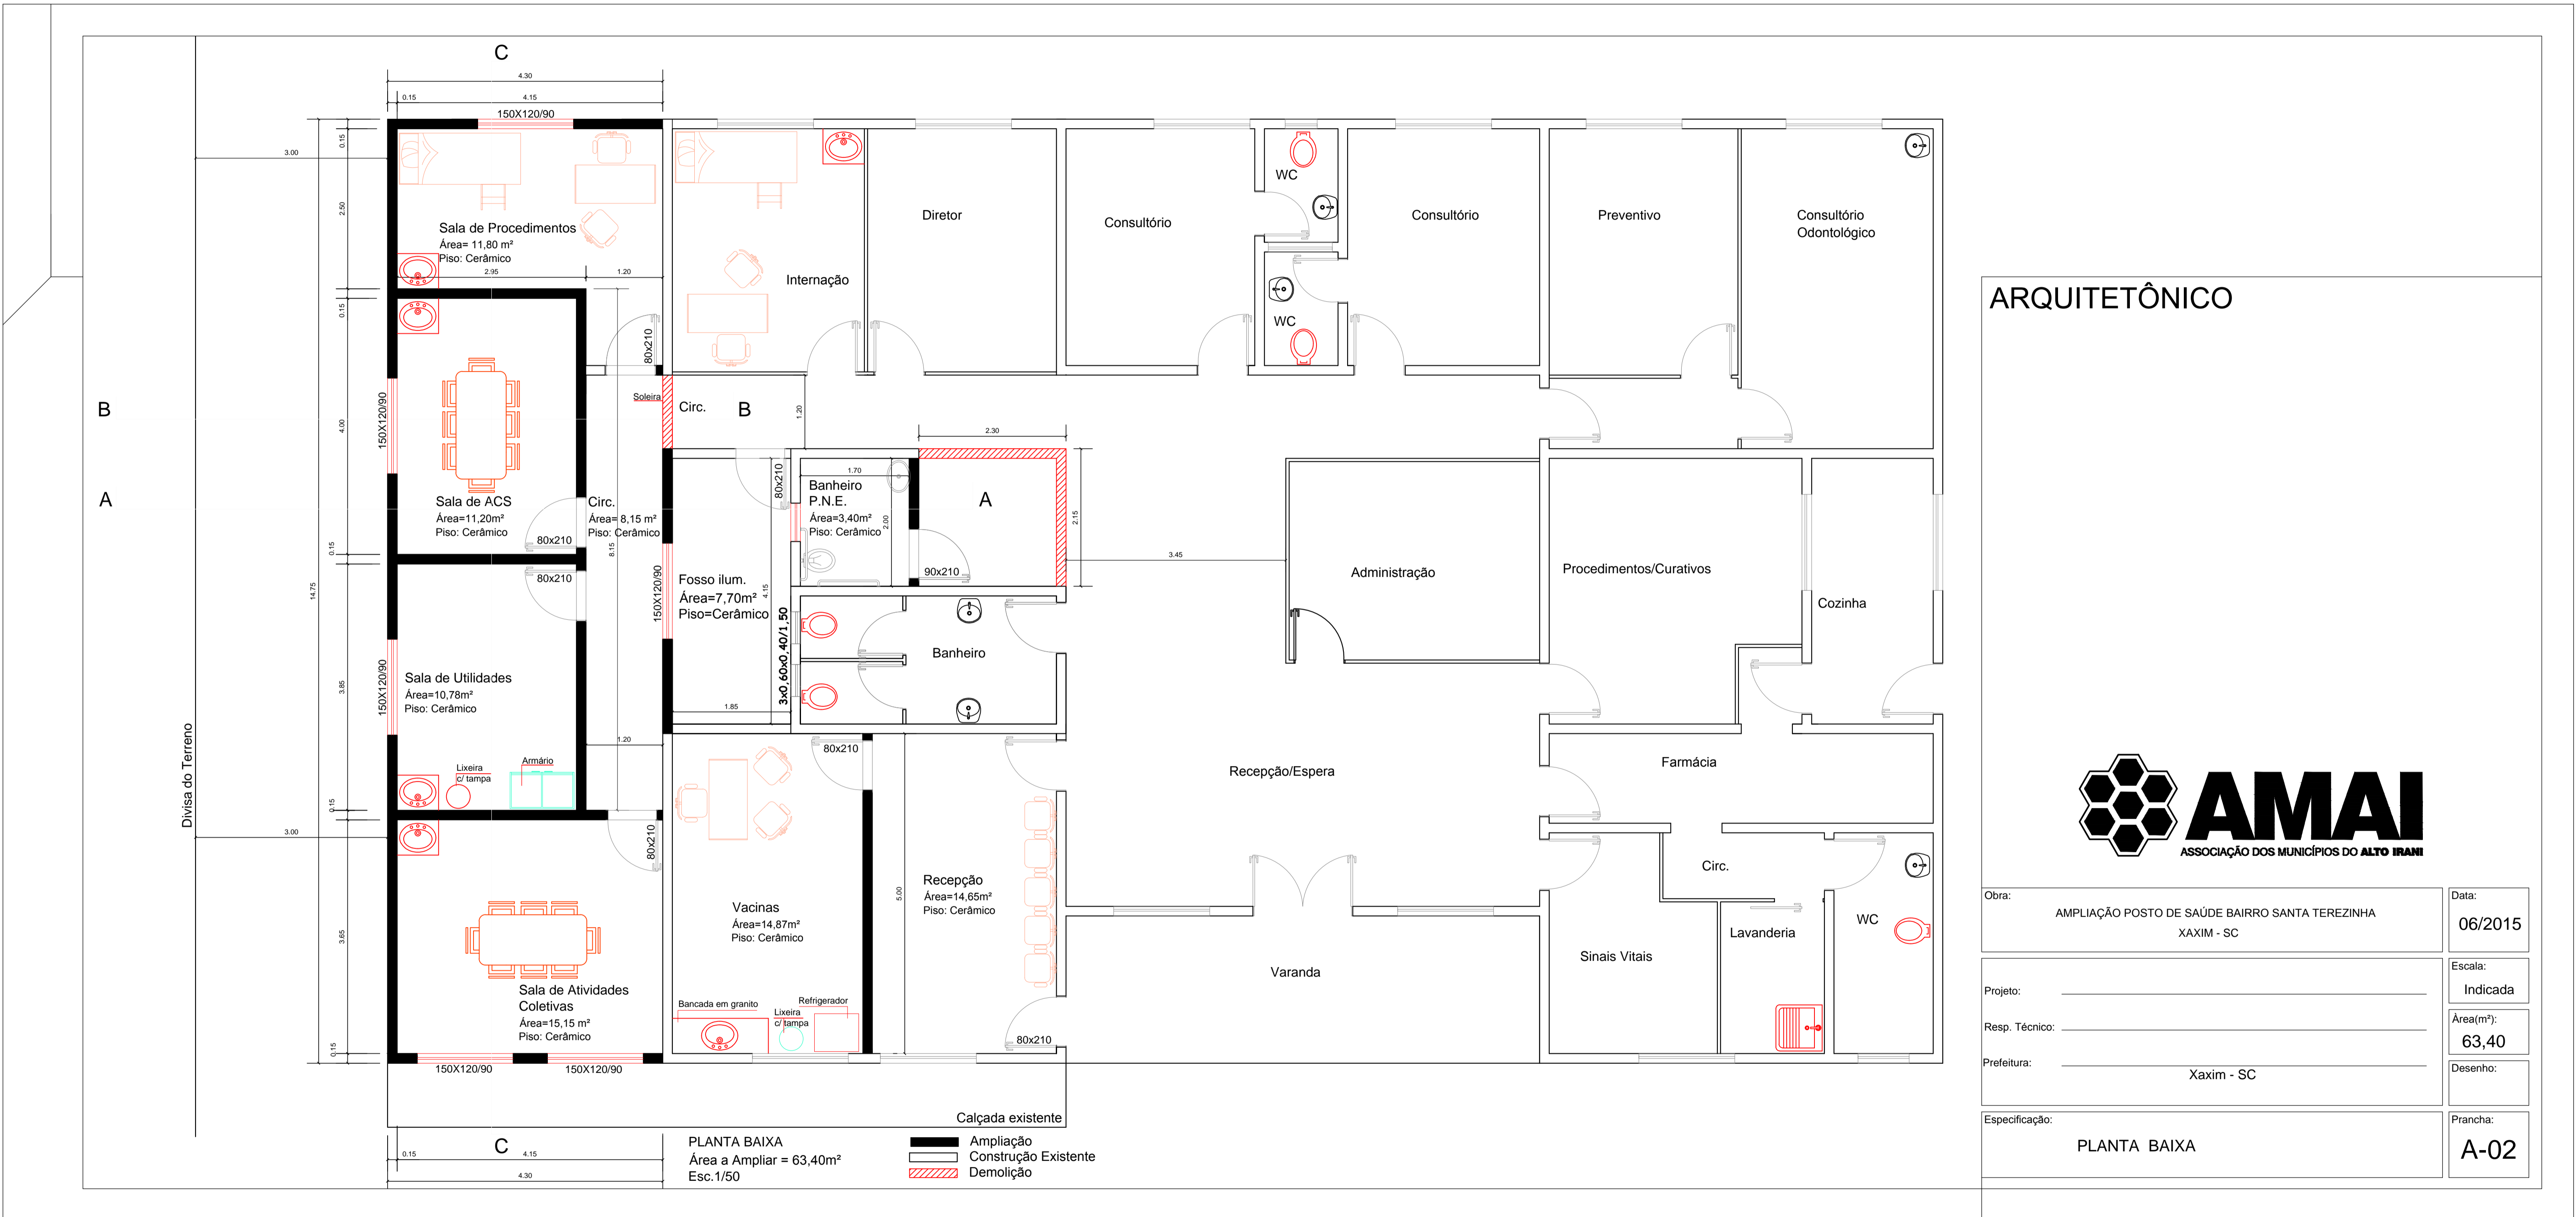 C
4.30
0.15
4.15
150X120/90
0.15
3.00
WC
2.50
Sala de Procedimentos
Área= 11,80 m²
Piso: Cerâmico
2.95
1.20
Diretor
Consultório
Consultório
Preventivo
Consultório
Odontológico
Internação
ARQUITETÔNICO
0.15
WC
80x210
Soleira
B
Circ.
B
1.20
150X120/90
4.00
2.30
A
Sala de ACS
Área=11,20m²
Piso: Cerâmico
80x210
Circ.
Área= 8,15 m²
Piso: Cerâmico
8.15
80x210
1.70
Banheiro
P.N.E.
Área=3,40m²
Piso: Cerâmico
2.00
A
2.15
90x210
0.15
3.45
80x210
14.75
150X120/90
Fosso ilum.
Área=7,70m²
Piso=Cerâmico
4.15
3x0,60x0,40/1,50
Administração
Procedimentos/Curativos
Cozinha
Banheiro
Sala de Utilidades
Área=10,78m²
Piso: Cerâmico
150X120/90
3.85
1.85
Divisa do Terreno
1.20
80x210
Lixeira
c/ tampa
Armário
Recepção/Espera
Farmácia
0.15
3.00
80x210
AMAI
ASSOCIAÇÃO DOS MUNICÍPIOS DO ALTO IRANI
Circ.
Recepção
Área=14,65m²
Piso: Cerâmico
5.00
Vacinas
Área=14,87m²
Piso: Cerâmico
3.65
WC
Lavanderia
Sinais Vitais
Varanda
Sala de Atividades
Coletivas
Área=15,15 m²
Piso: Cerâmico
Bancada em granito
Lixeira
c/ tampa
Refrigerador
80x210
0.15
150X120/90
150X120/90
Calçada existente
C
0.15
4.15
4.30
PLANTA BAIXA
Área a Ampliar = 63,40m²
Esc.1/50
Ampliação
Construção Existente
Demolição
Obra:
AMPLIAÇÃO POSTO DE SAÚDE BAIRRO SANTA TEREZINHA
XAXIM - SC
Data:
06/2015
Escala:
Indicada
Projeto:
Resp. Técnico:
Àrea(m²):
63,40
Prefeitura:
Xaxim - SC
Desenho:
Especificação:
PLANTA BAIXA
Prancha:
A-02